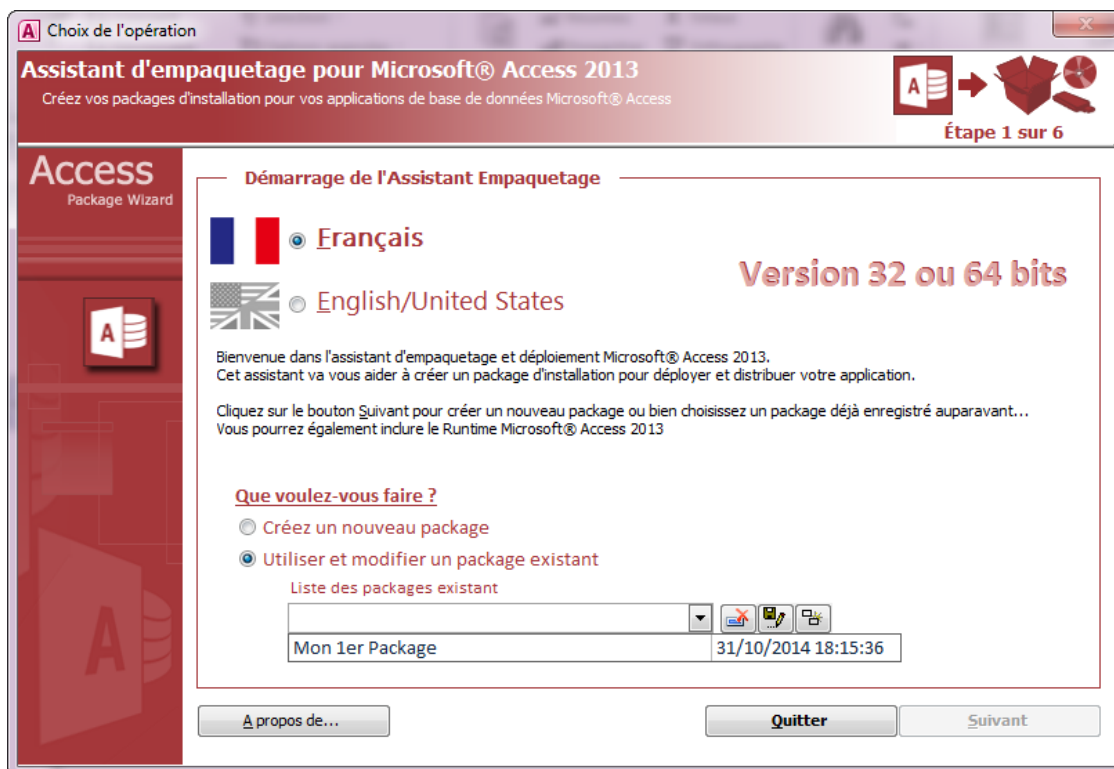 Choix de l'opération
Assistant d'empaquetage pour Microsoft® Access 2013
Créez vos packages d'installation pour vos applications de base de données Microsoft® Access
A
Étape 1 sur 6
Access
Package Wizard
A
A
Démarrage de l'Assistant Empaquetage
Français
English/United States
Version 32 ou 64 bits
Bienvenue dans l'assistant d'empaquetage et déploiement Microsoft® Access 2013.
Cet assistant va vous aider à créer un package d'installation pour déployer et distribuer votre application.
Cliquez sur le bouton Suivant pour créer un nouveau package ou bien choisissez un package déjà enregistré auparavant...
Vous pourrez également inclure le Runtime Microsoft® Access 2013
Que voulez-vous faire ?
Créez un nouveau package
Utiliser et modifier un package existant
Liste des packages existant
Mon 1er Package 31/10/2014 18:15:36
A propos de... Quitter Suivant